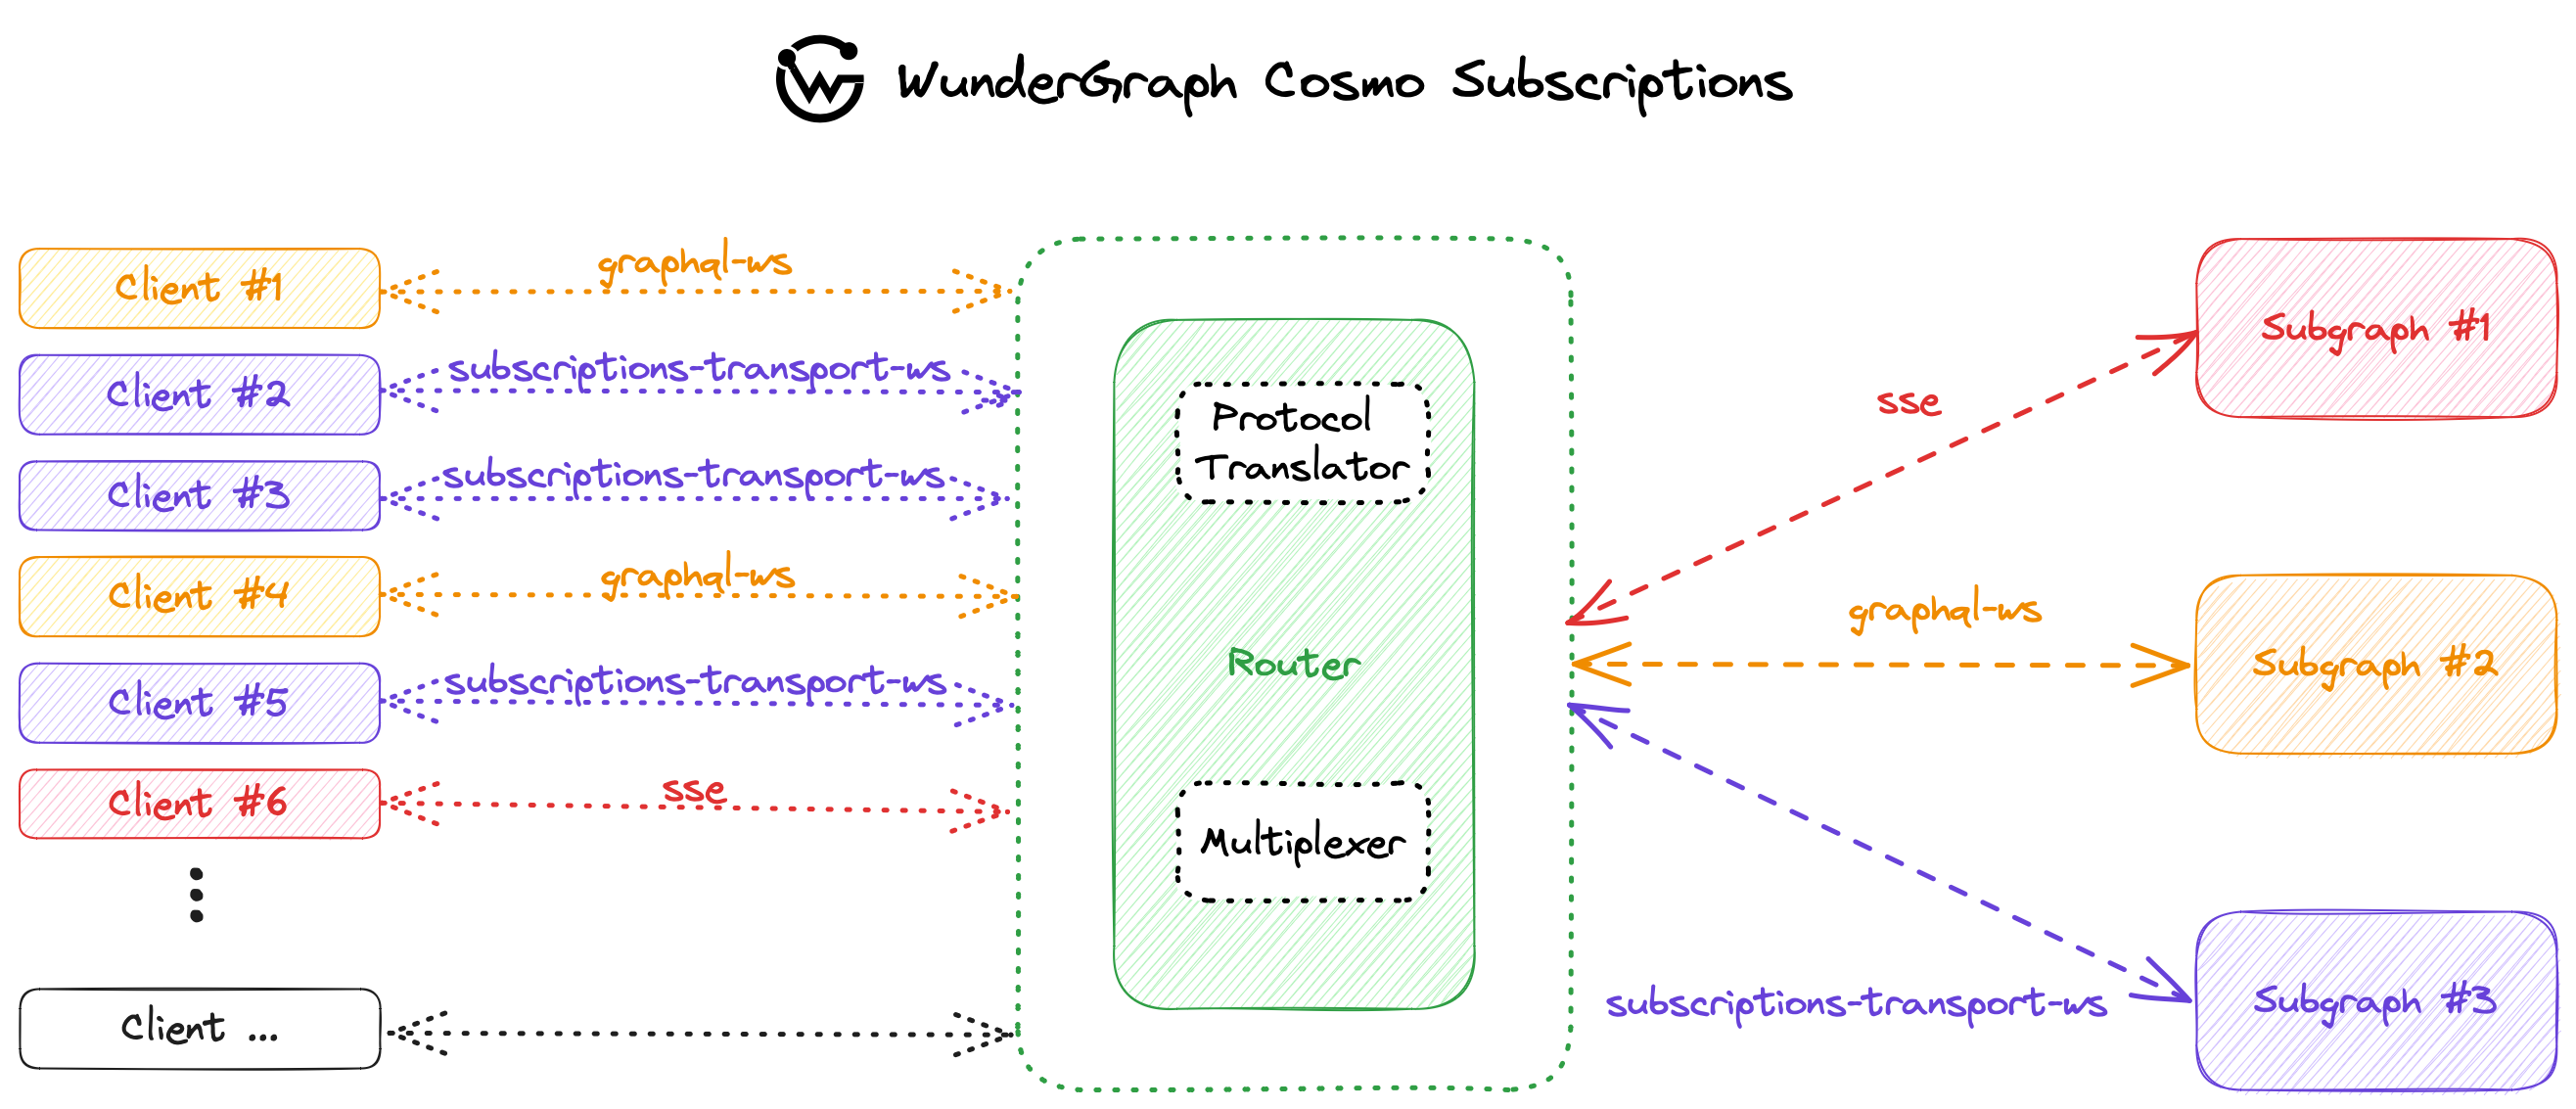 WunderGraph Cosmo Subscriptions
Client #1
graphql-ws
Client #2
subscriptions-transport-ws
Client #3
subscriptions-transport-ws
Client #4
graphql-ws
Client #5
subscriptions-transport-ws
Client #6
sse
Client ...
Protocol
Translator
Router
Multiplexer
sse
Subgraph #1
graphql-ws
Subgraph #2
subscriptions-transport-ws
Subgraph #3